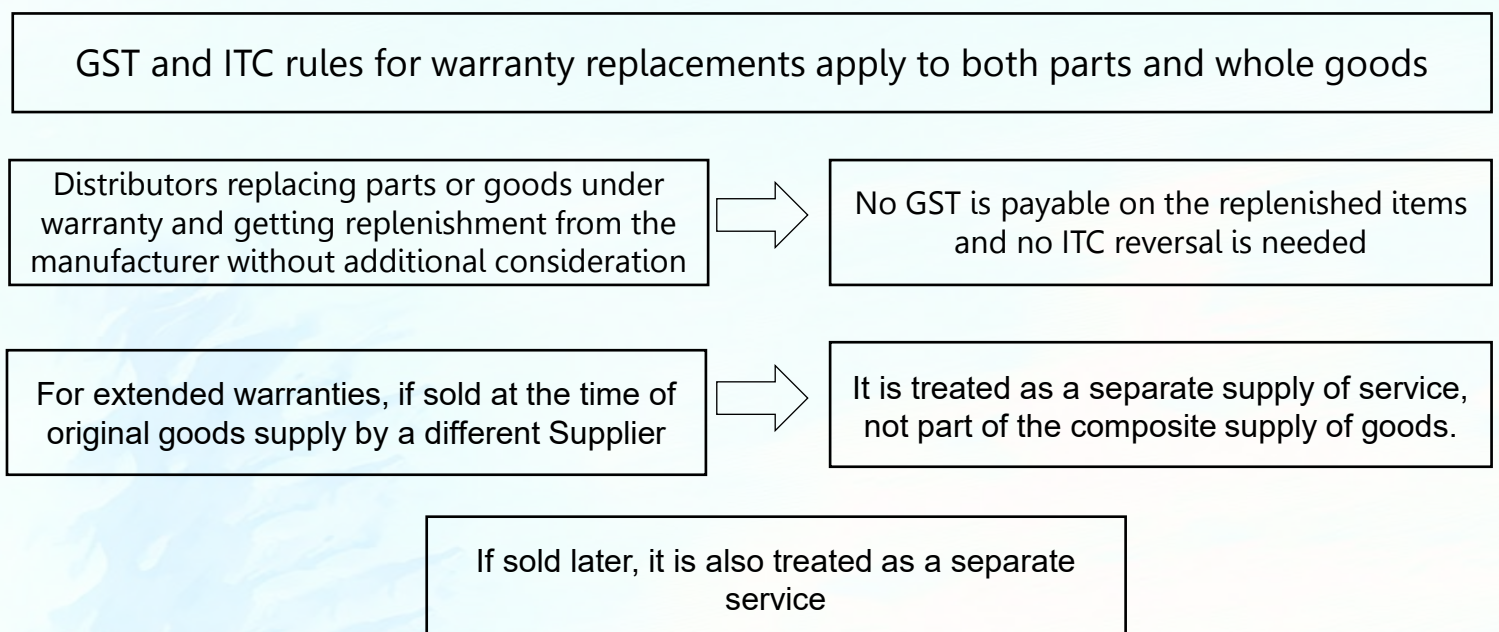 GST and ITC rules for warranty replacements apply to both parts and whole goods
Distributors replacing parts or goods under
warranty and getting replenishment from the
manufacturer without additional consideration
No GST is payable on the replenished items
and no ITC reversal is needed
For extended warranties, if sold at the time of
original goods supply by a different Supplier
It is treated as a separate supply of service,
not part of the composite supply of goods.
If sold later, it is also treated as a separate
service